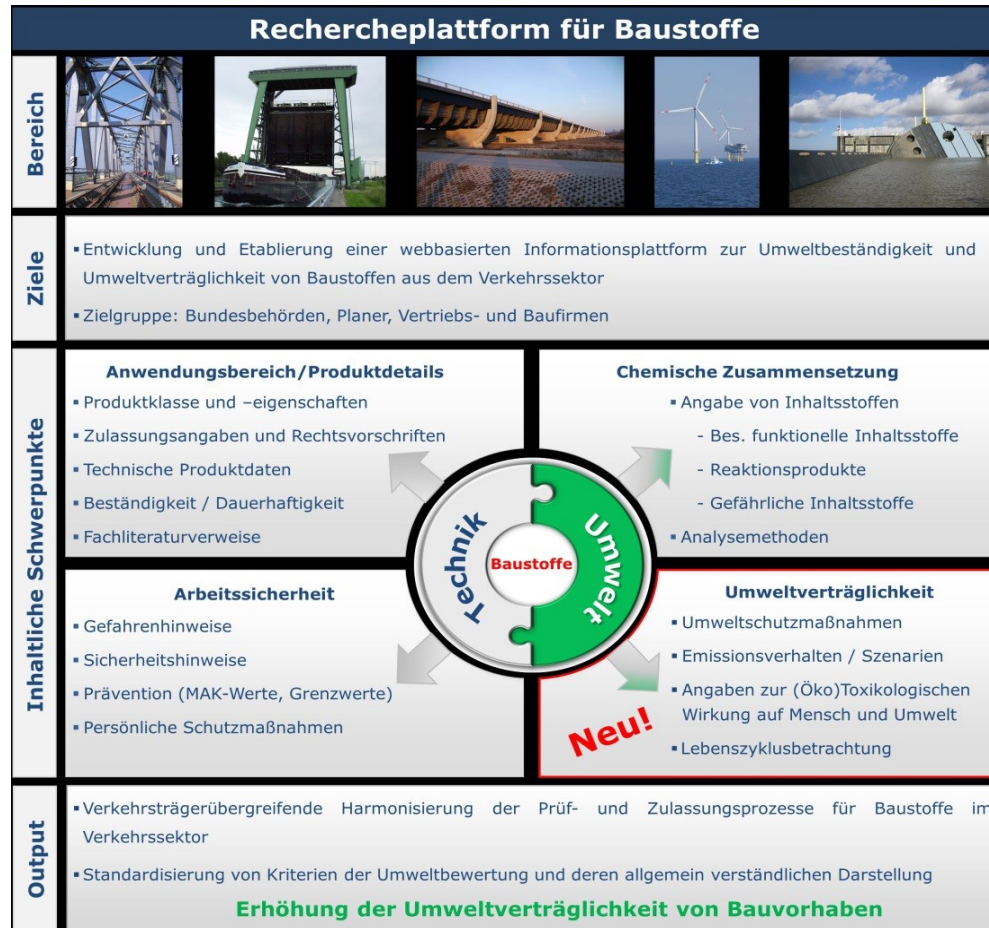 Rechercheplattform für Baustoffe
Bereich
Ziele
▪ Entwicklung und Etablierung einer webbasierten Informationsplattform zur Umweltbeständigkeit und
Umweltverträglichkeit von Baustoffen aus dem Verkehrssektor
▪ Zielgruppe: Bundesbehörden, Planer, Vertriebs- und Baufirmen
Inhaltliche Schwerpunkte
Anwendungsbereich/Produktdetails
▪ Produktklasse und –eigenschaften
▪ Zulassungsangaben und Rechtsvorschriften
▪ Technische Produktdaten
▪ Beständigkeit / Dauerhaftigkeit
▪ Fachliteraturverweise
Chemische Zusammensetzung
▪ Angabe von Inhaltsstoffen
- Bes. funktionelle Inhaltsstoffe
- Reaktionsprodukte
- Gefährliche Inhaltsstoffe
▪ Analysemethoden
Technik
Baustoffe
Umwelt
Arbeitssicherheit
▪ Gefahrenhinweise
▪ Sicherheitshinweise
▪ Prävention (MAK-Werte, Grenzwerte)
▪ Persönliche Schutzmaßnahmen
Umweltverträglichkeit
▪ Umweltschutzmaßnahmen
▪ Emissionsverhalten / Szenarien
▪ Angaben zur (Öko)Toxikologischen
Wirkung auf Mensch und Umwelt
▪ Lebenszyklusbetrachtung
Neu!
Output
▪ Verkehrsträgerübergreifende Harmonisierung der Prüf- und Zulassungsprozesse für Baustoffe im
Verkehrssektor
▪ Standardisierung von Kriterien der Umweltbewertung und deren allgemein verständlichen Darstellung
Erhöhung der Umweltverträglichkeit von Bauvorhaben